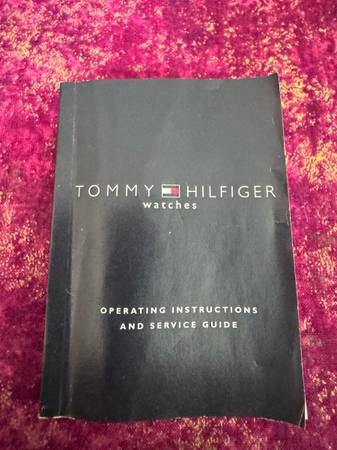 TOMMY HILFIGER
watches
OPERATING INSTRUCTIONS
AND SERVICE GUIDE